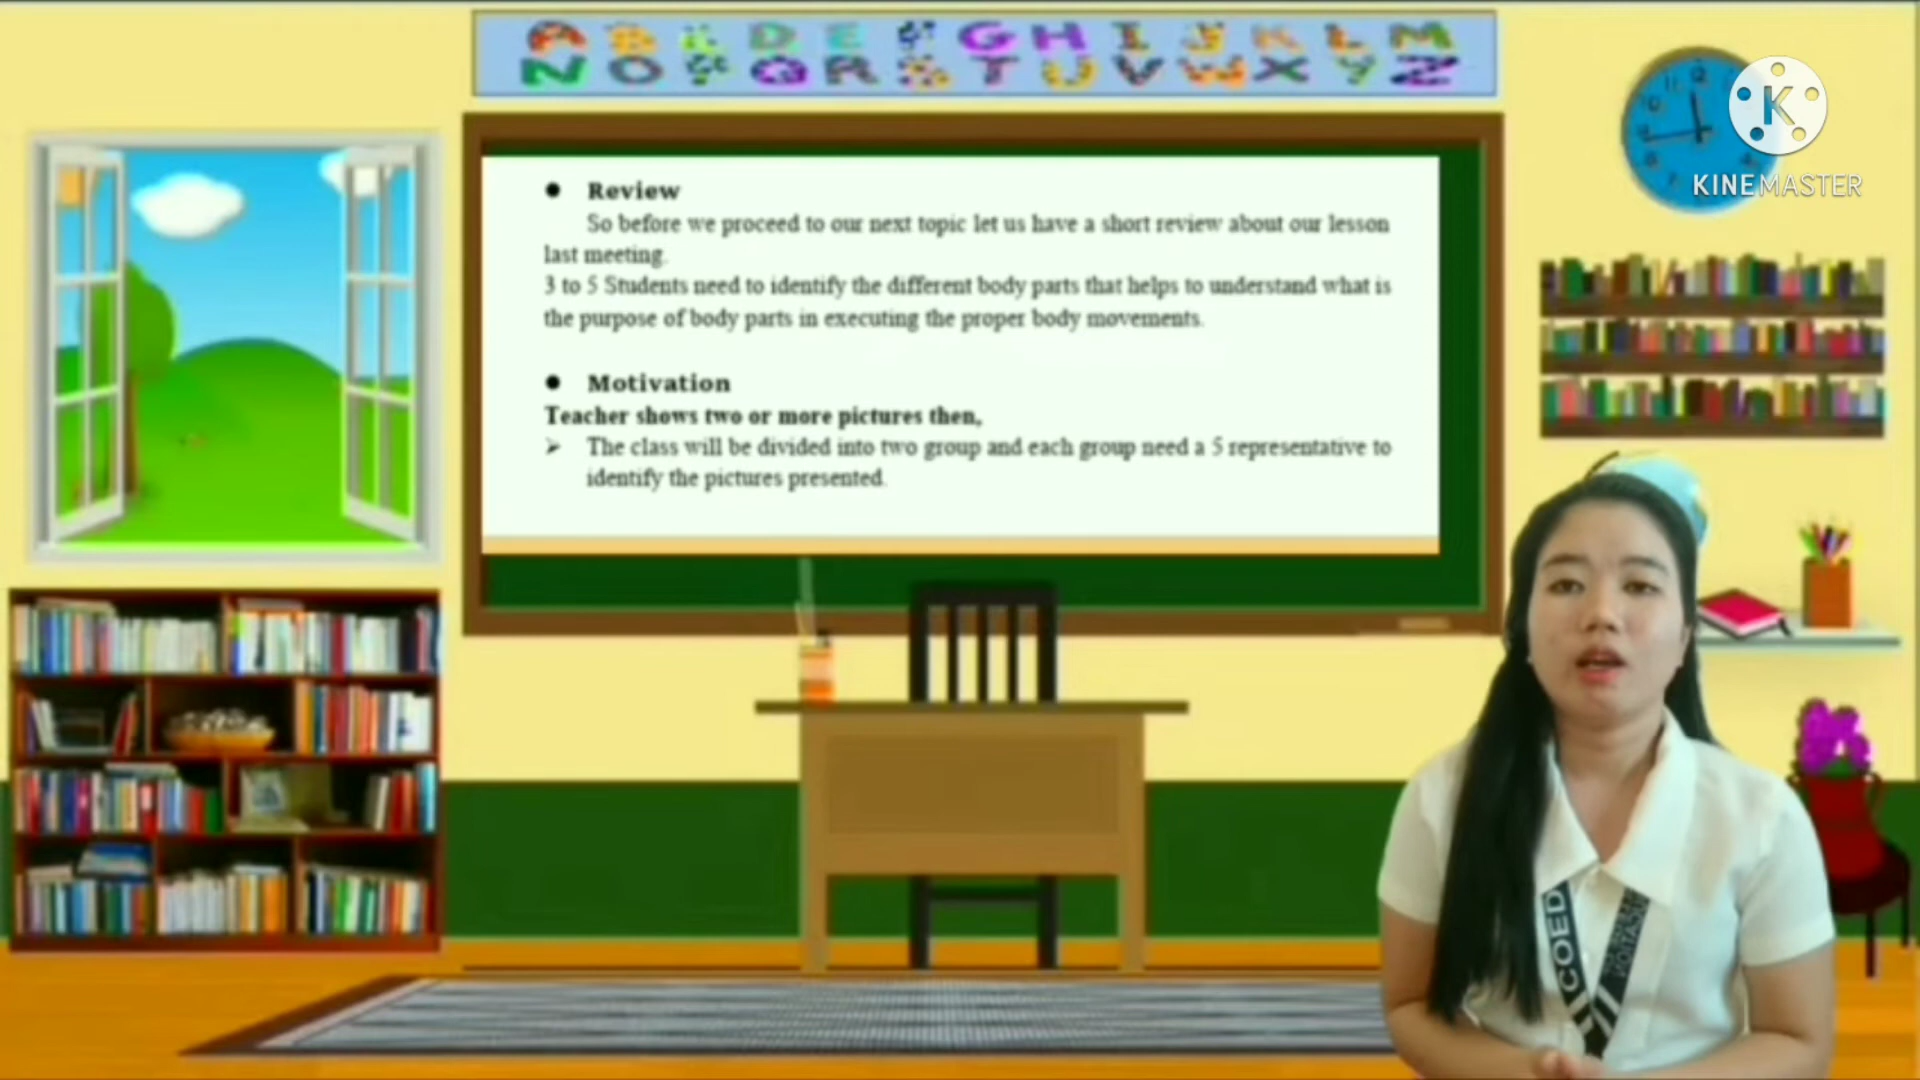 A B C D E F G H I J K L M
N O P Q R S T U V W X Y Z
KINEMASTER
● Review
So before we proceed to our next topic let us have a short review about our lesson
last meeting.
3 to 5 Students need to identify the different body parts that helps to understand what is
the purpose of body parts in executing the proper body movements.
● Motivation
Teacher shows two or more pictures then,
➢ The class will be divided into two group and each group need a 5 representative to
identify the pictures presented.
COED